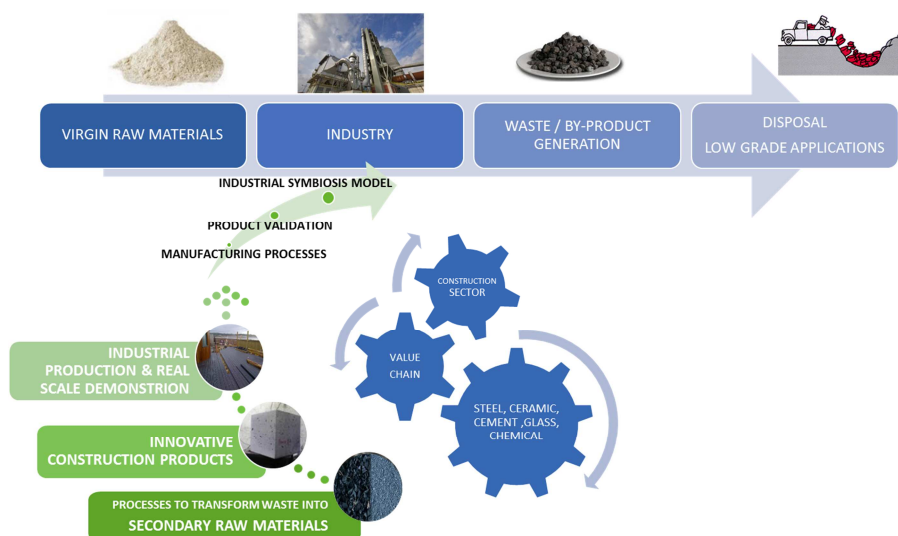 VIRGIN RAW MATERIALS
INDUSTRY
WASTE / BY-PRODUCT
GENERATION
DISPOSAL
LOW GRADE APPLICATIONS
INDUSTRIAL SYMBIOSIS MODEL
PRODUCT VALIDATION
MANUFACTURING PROCESSES
CONSTRUCTION
SECTOR
VALUE
CHAIN
STEEL, CERAMIC,
CEMENT ,GLASS,
CHEMICAL
INDUSTRIAL
PRODUCTION & REAL
SCALE DEMONSTRION
INNOVATIVE
CONSTRUCTION PRODUCTS
PROCESSES TO TRANSFORM WASTE INTO
SECONDARY RAW MATERIALS